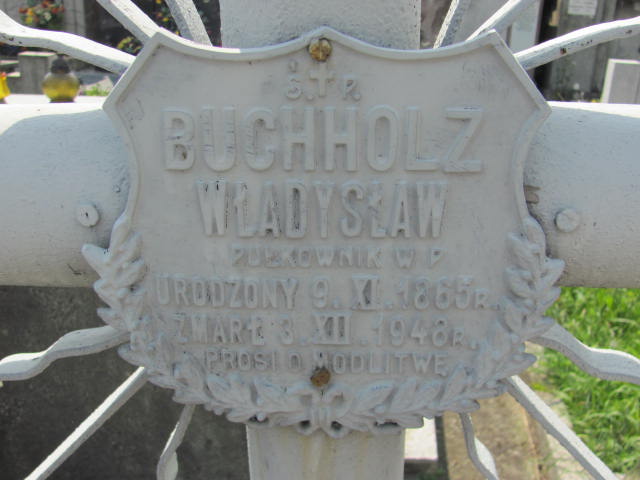 Ś. † P.
BUCHHOLZ
WŁADYSŁAW
PUŁKOWNIK W P
URODZONY 9. XI. 1865 R.
ZMARŁ 3. XII. 1948 R.
PROSI O MODLITWĘ